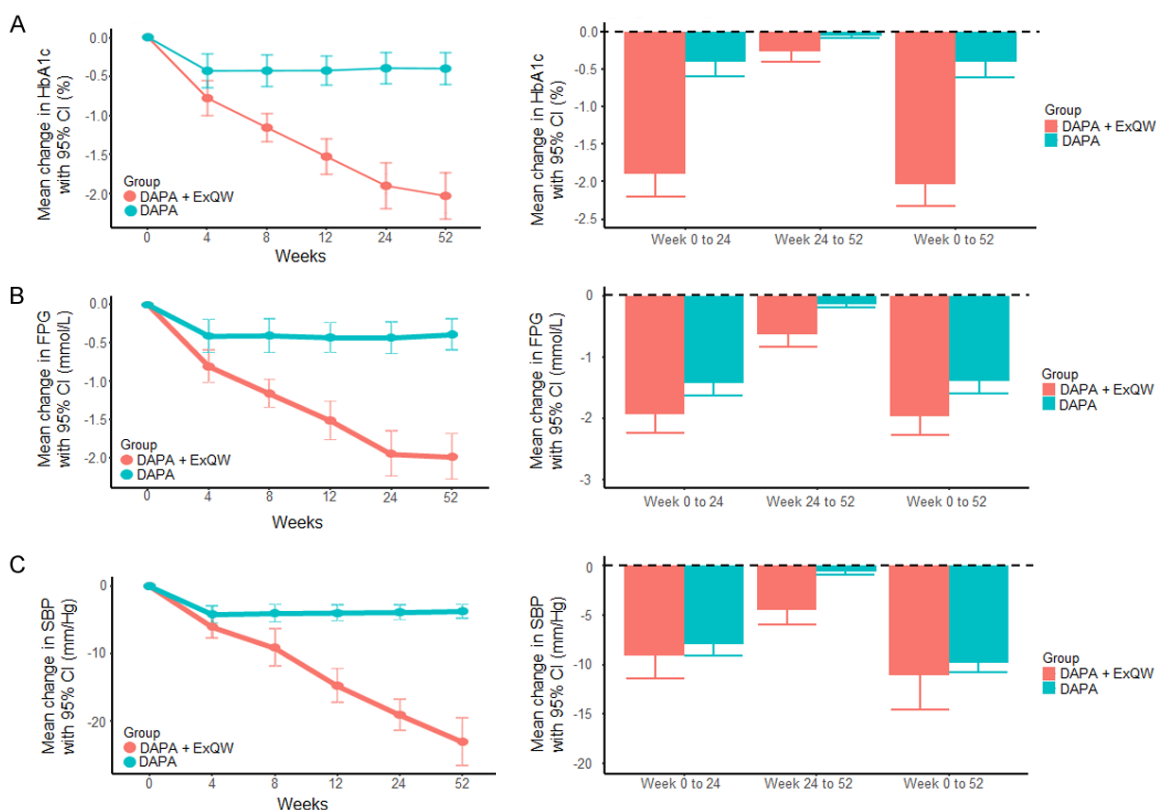 A
Mean change in HbA1c
with 95% CI (%)
0.0
-0.5
-1.0
-1.5
-2.0
Group
DAPA + ExQW
DAPA
0 4 8 12 24 52
Weeks
Mean change in HbA1c
with 95% CI (%)
0.0
-0.5
-1.0
-1.5
-2.0
-2.5
Week 0 to 24 Week 24 to 52 Week 0 to 52
Group
DAPA + ExQW
DAPA
B
Mean change in FPG
with 95% CI (mmol/L)
0.0
-0.5
-1.0
-1.5
-2.0
Group
DAPA + ExQW
DAPA
0 4 8 12 24 52
Weeks
Mean change in FPG
with 95% CI (mmol/L)
0
-1
-2
-3
Week 0 to 24 Week 24 to 52 Week 0 to 52
Group
DAPA + ExQW
DAPA
C
Mean change in SBP
with 95% CI (mm/Hg)
0
-10
-20
Group
DAPA + ExQW
DAPA
0 4 8 12 24 52
Weeks
Mean change in SBP
with 95% CI (mm/Hg)
0
-5
-10
-15
-20
Week 0 to 24 Week 24 to 52 Week 0 to 52
Group
DAPA + ExQW
DAPA